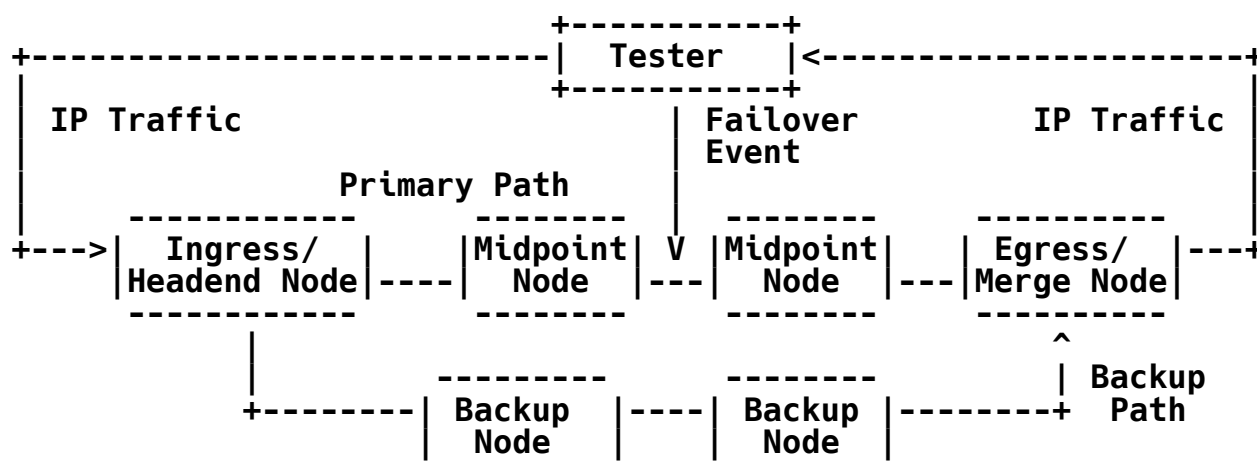 Tester
IP Traffic Failover IP Traffic
Event
Primary Path
Ingress/ Midpoint V Midpoint Egress/
Headend Node Node Node Merge Node
Backup
Backup Backup Path
Node Node